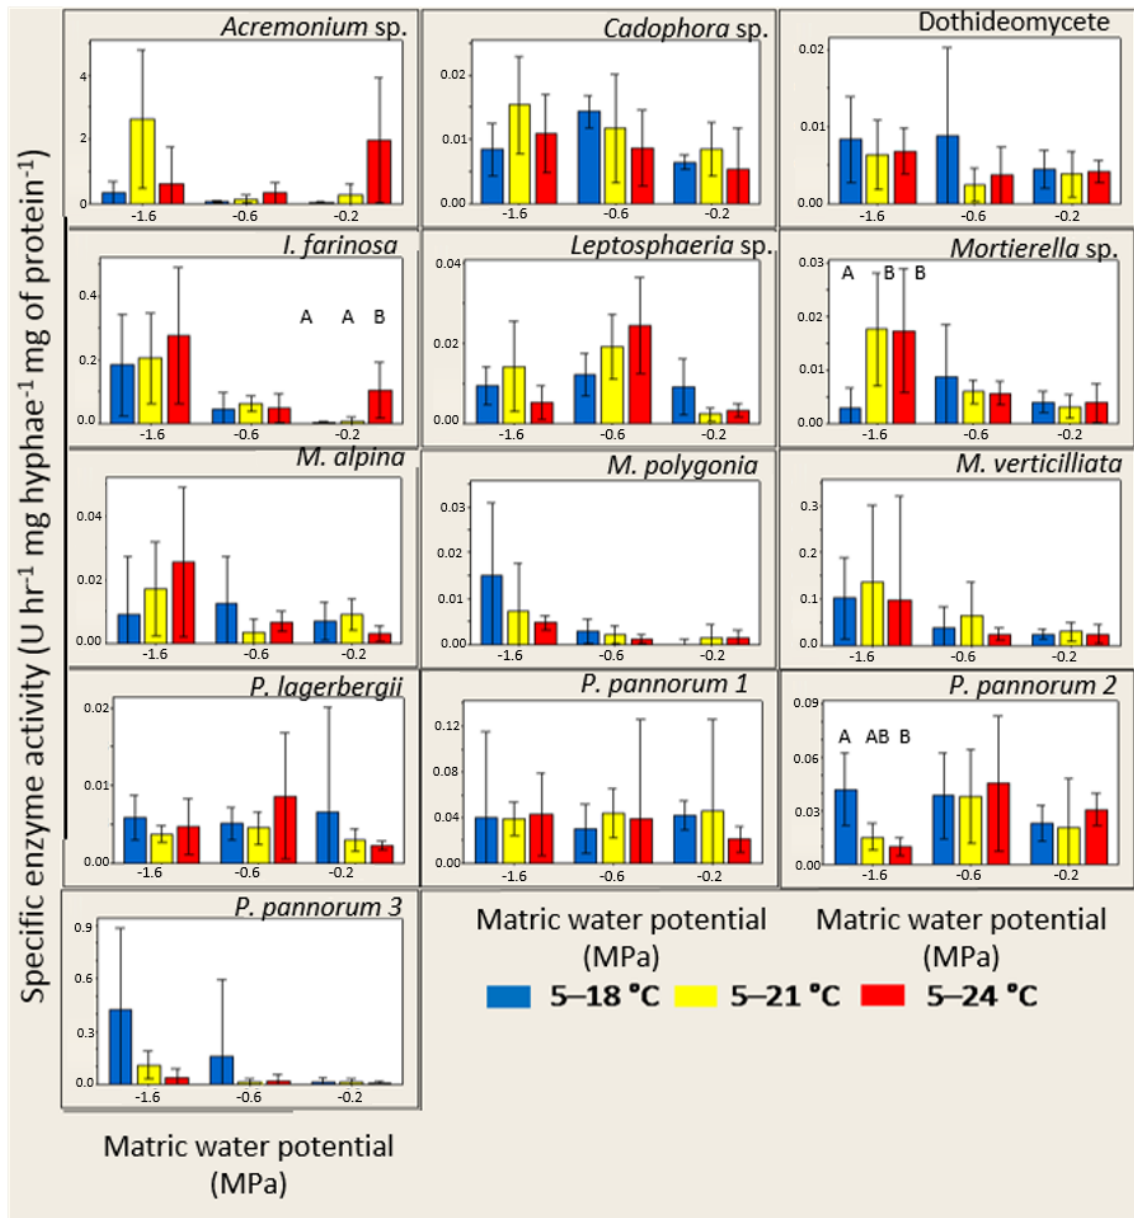 Specific enzyme activity (U hr-1 mg hyphae-1 mg of protein-1)
Acremonium sp.
4
2
0
-1.6 -0.6 -0.2
Cadophora sp.
0.02
0.01
0.00
-1.6 -0.6 -0.2
Dothideomycete
0.02
0.01
0.00
-1.6 -0.6 -0.2
I. farinosa
0.4
A A B
0.2
0.0
-1.6 -0.6 -0.2
Leptosphaeria sp.
0.04
0.02
0.00
-1.6 -0.6 -0.2
Mortierella sp.
0.03
A B B
0.02
0.01
0.00
-1.6 -0.6 -0.2
M. alpina
0.04
0.02
0.00
-1.6 -0.6 -0.2
M. polygonia
0.03
0.02
0.01
0.00
-1.6 -0.6 -0.2
M. verticilliata
0.3
0.2
0.1
0.0
-1.6 -0.6 -0.2
P. lagerbergii
0.02
0.01
0.00
-1.6 -0.6 -0.2
P. pannorum 1
0.12
0.08
0.04
0.00
-1.6 -0.6 -0.2
P. pannorum 2
0.09
A AB B
0.06
0.03
0.00
-1.6 -0.6 -0.2
P. pannorum 3
0.9
0.6
0.3
0.0
-1.6 -0.6 -0.2
Matric water potential
(MPa)
Matric water potential
(MPa)
5–18 °C 5–21 °C 5–24 °C
Matric water potential
(MPa)